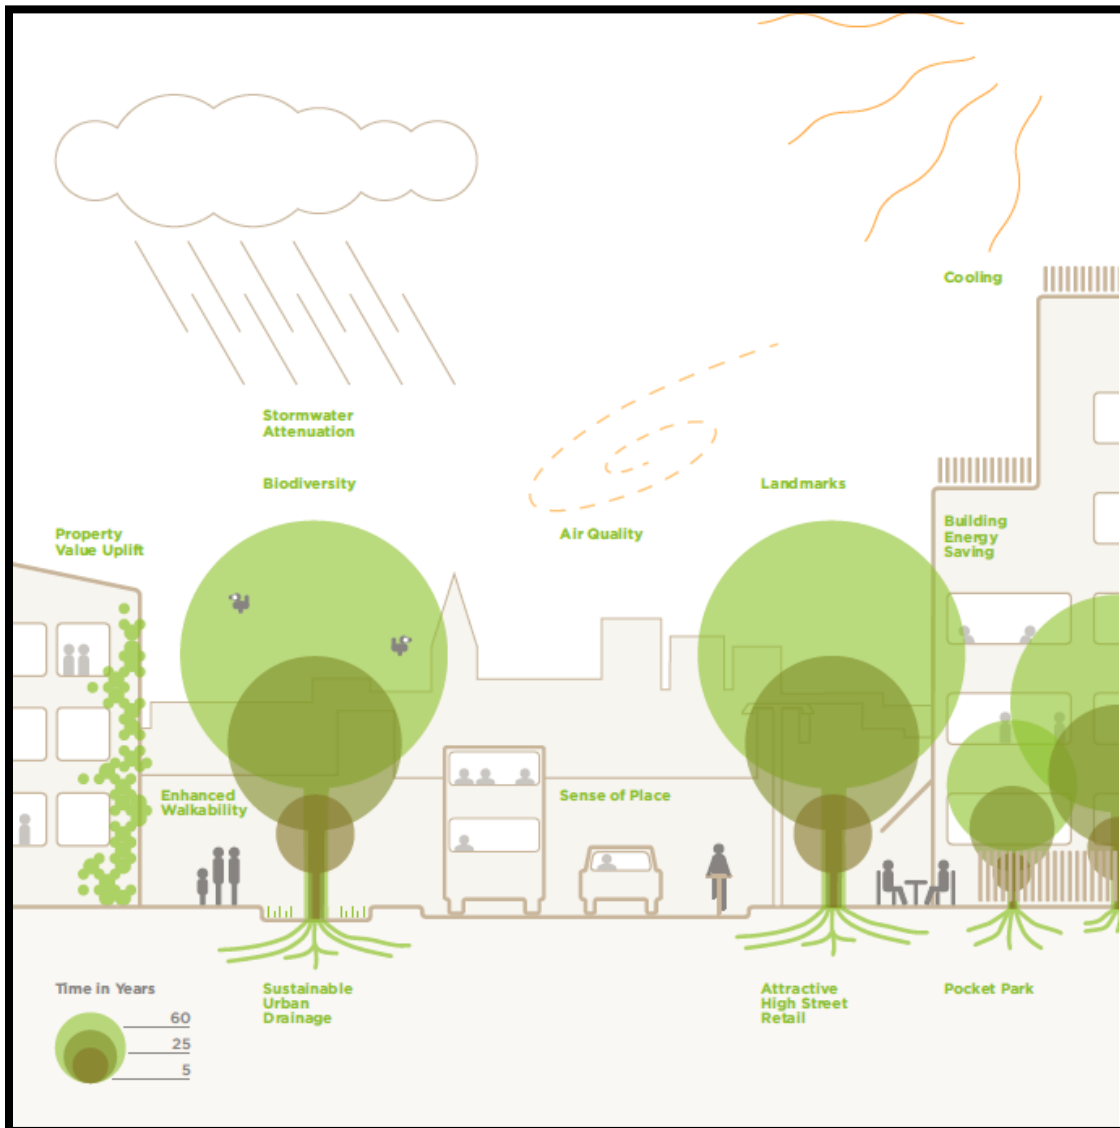 Cooling
Stormwater
Attenuation
Biodiversity
Landmarks
Property
Value Uplift
Air Quality
Building
Energy
Saving
Enhanced
Walkability
Sense of Place
Time in Years
60
25
5
Sustainable
Urban
Drainage
Attractive
High Street
Retail
Pocket Park